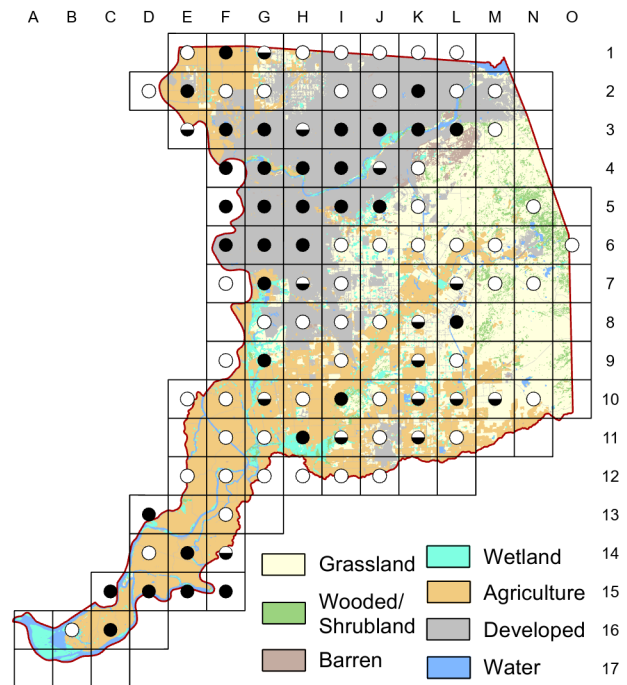 A B C D E F G H I J K L M N O
1
2
3
4
5
6
7
8
9
10
11
12
13
14
15
16
17
Grassland
Wooded/
Shrubland
Barren
Wetland
Agriculture
Developed
Water